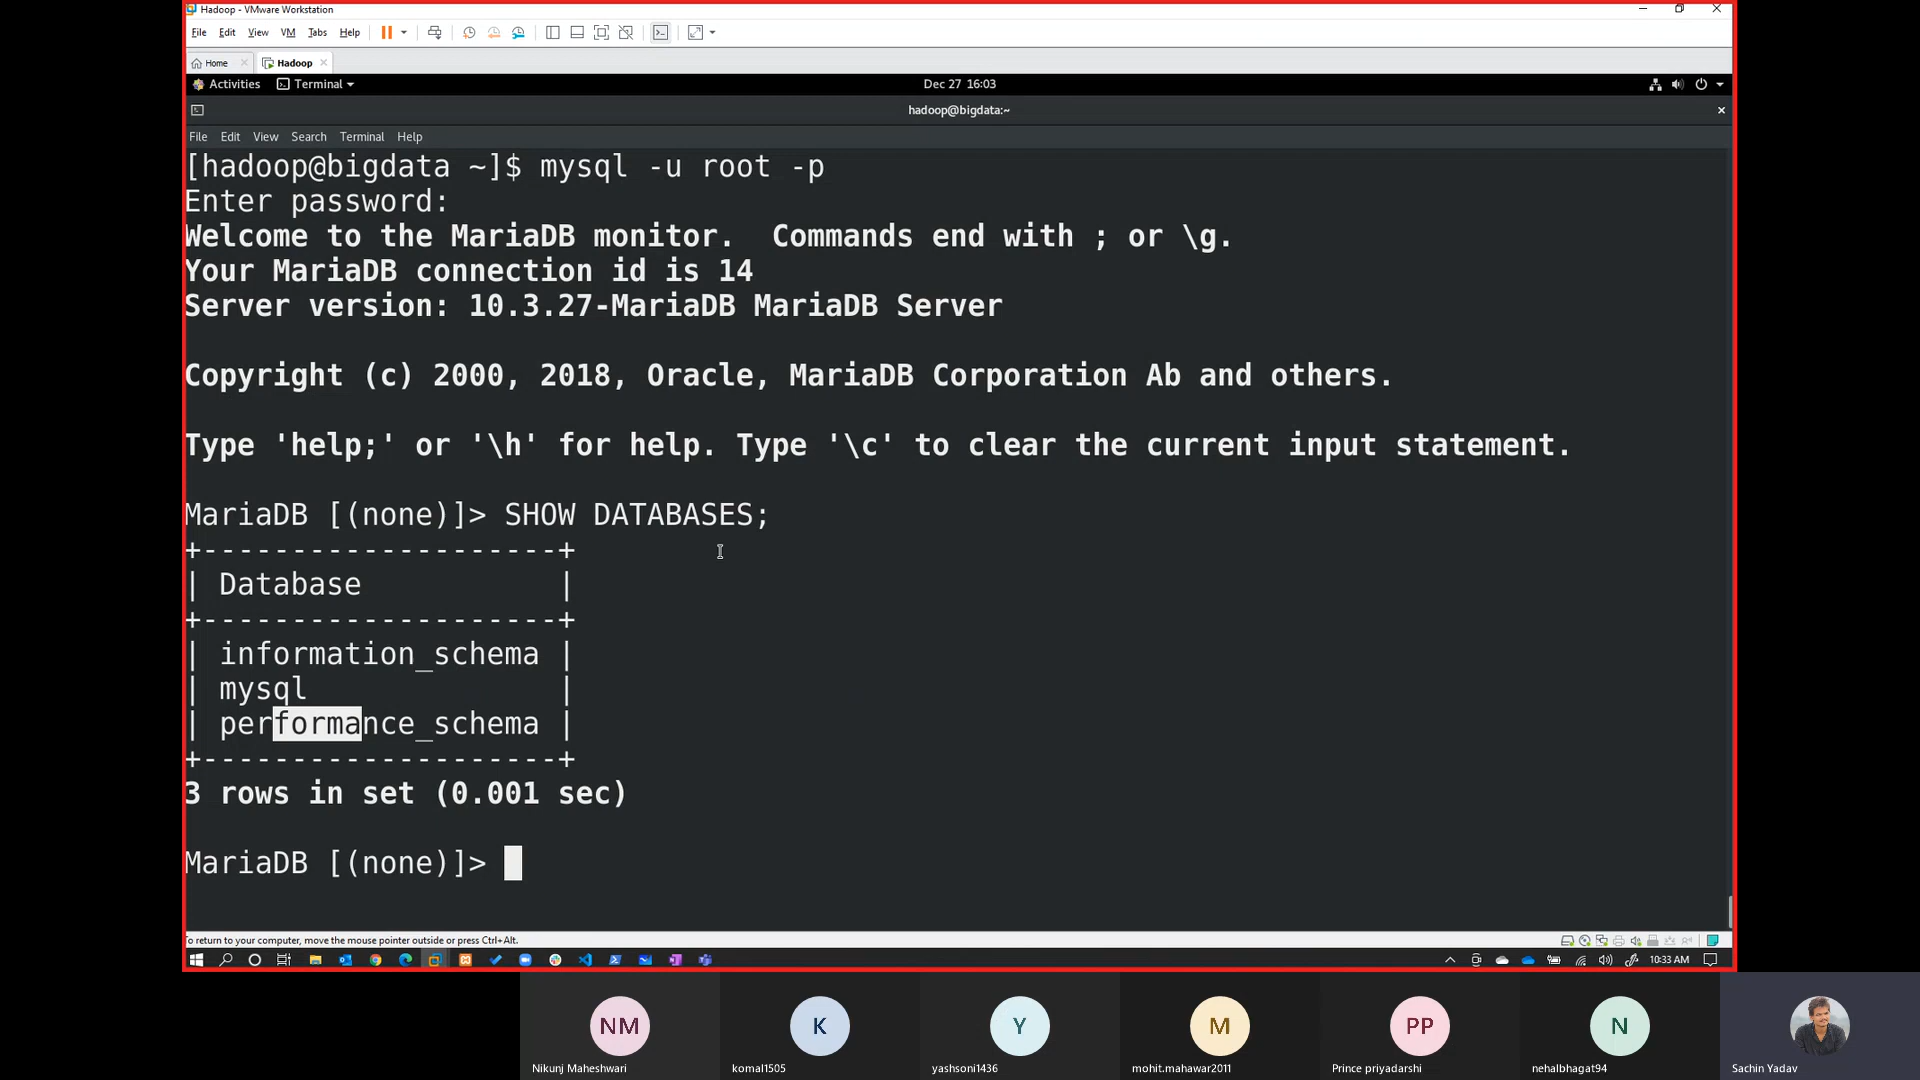 Hadoop - VMware Workstation
File Edit View VM Tabs Help
Home Hadoop
Activities Terminal Dec 27 16:03
hadoop@bigdata:~
File Edit View Search Terminal Help
[hadoop@bigdata ~]$ mysql -u root -p
Enter password:
Welcome to the MariaDB monitor.  Commands end with ; or \g.
Your MariaDB connection id is 14
Server version: 10.3.27-MariaDB MariaDB Server
Copyright (c) 2000, 2018, Oracle, MariaDB Corporation Ab and others.
Type 'help;' or '\h' for help. Type '\c' to clear the current input statement.
MariaDB [(none)]> SHOW DATABASES;
+--------------------+
| Database           |
+--------------------+
| information_schema |
| mysql              |
| performance_schema |
+--------------------+
3 rows in set (0.001 sec)
MariaDB [(none)]>
To return to your computer, move the mouse pointer outside or press Ctrl+Alt.
10:33 AM
NM K Y M PP N
Nikunj Maheshwari komal1505 yashsoni1436 mohit.mahawar2011 Prince priyadarshi nehalbhagat94 Sachin Yadav